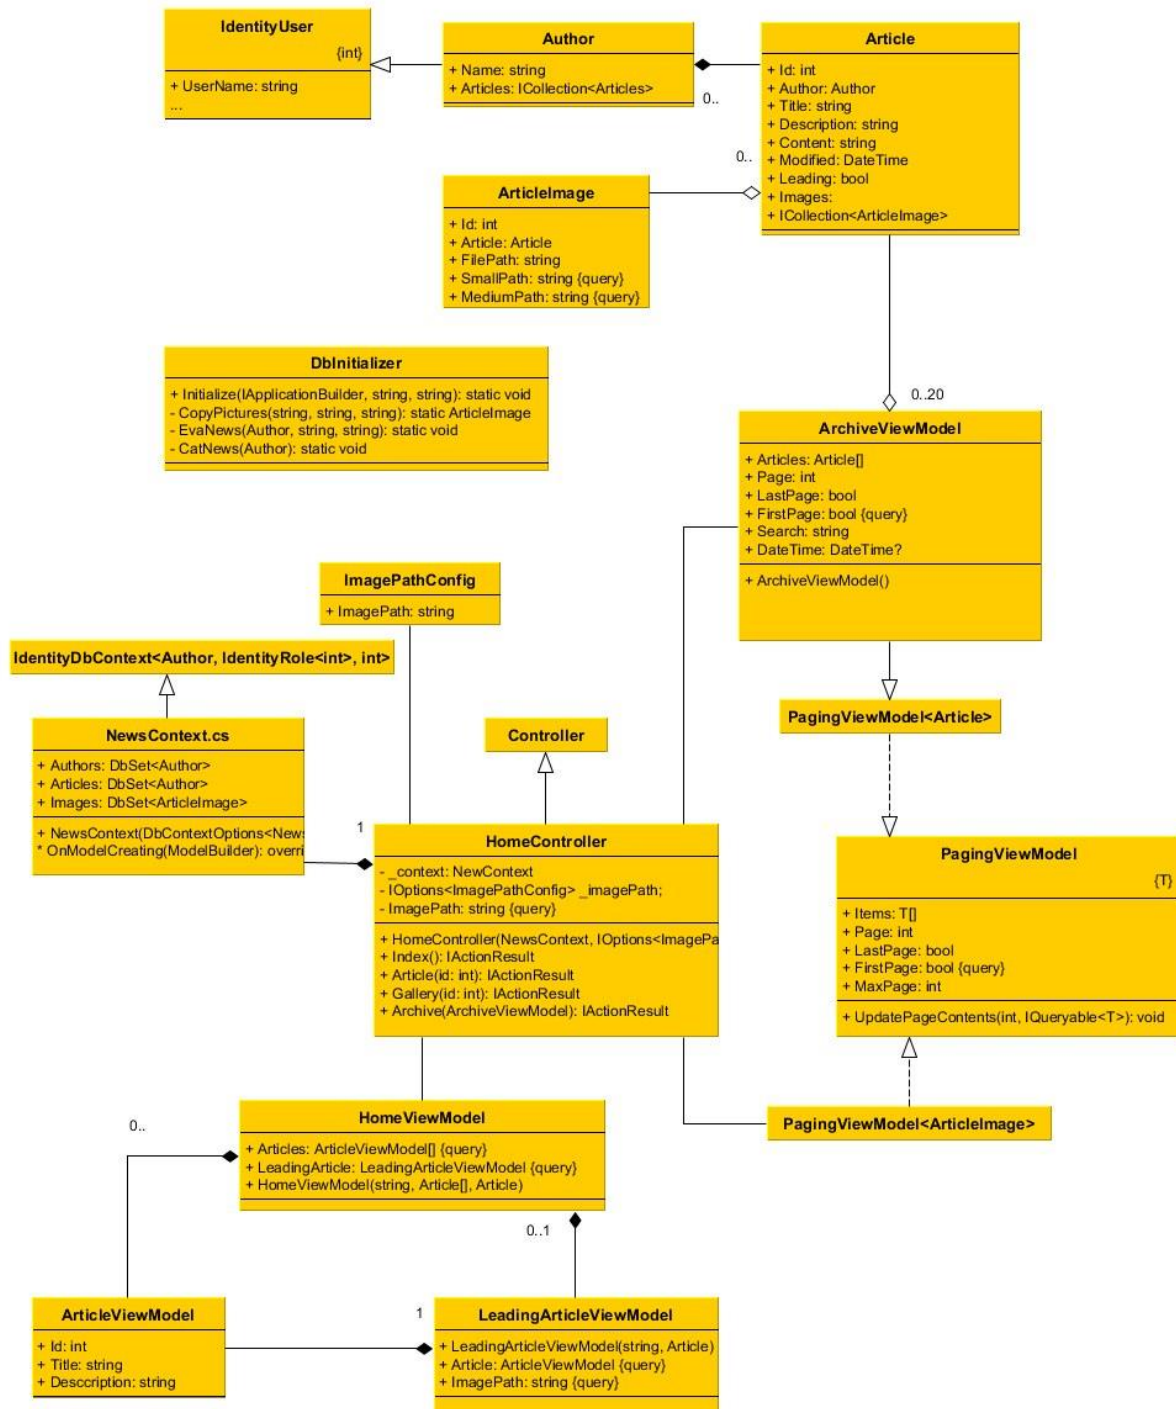 IdentityUser
{int}
+ UserName: string
...
Author
+ Name: string
+ Articles: ICollection<Articles>
0..
Article
+ Id: int
+ Author: Author
+ Title: string
+ Description: string
+ Content: string
+ Modified: DateTime
+ Leading: bool
+ Images:
+ ICollection<ArticleImage>
0..
ArticleImage
+ Id: int
+ Article: Article
+ FilePath: string
+ SmallPath: string {query}
+ MediumPath: string {query}
DbInitializer
+ Initialize(IApplicationBuilder, string, string): static void
- CopyPictures(string, string, string): static ArticleImage
- EvaNews(Author, string, string): static void
- CatNews(Author): static void
0..20
ArchiveViewModel
+ Articles: Article[]
+ Page: int
+ LastPage: bool
+ FirstPage: bool {query}
+ Search: string
+ DateTime: DateTime?
+ ArchiveViewModel()
ImagePathConfig
+ ImagePath: string
IdentityDbContext<Author, IdentityRole<int>, int>
NewsContext.cs
+ Authors: DbSet<Author>
+ Articles: DbSet<Author>
+ Images: DbSet<ArticleImage>
+ NewsContext(DbContextOptions<News
* OnModelCreating(ModelBuilder): overri
1
Controller
PagingViewModel<Article>
HomeController
- _context: NewContext
- IOptions<ImagePathConfig> _imagePath;
- ImagePath: string {query}
+ HomeController(NewsContext, IOptions<ImagePa
+ Index(): IActionResult
+ Article(id: int): IActionResult
+ Gallery(id: int): IActionResult
+ Archive(ArchiveViewModel): IActionResult
PagingViewModel
{T}
+ Items: T[]
+ Page: int
+ LastPage: bool
+ FirstPage: bool {query}
+ MaxPage: int
+ UpdatePageContents(int, IQueryable<T>): void
PagingViewModel<ArticleImage>
HomeViewModel
+ Articles: ArticleViewModel[] {query}
+ LeadingArticle: LeadingArticleViewModel {query}
+ HomeViewModel(string, Article[], Article)
0..
0..1
ArticleViewModel
+ Id: int
+ Title: string
+ Desccription: string
1
LeadingArticleViewModel
+ LeadingArticleViewModel(string, Article)
+ Article: ArticleViewModel {query}
+ ImagePath: string {query}